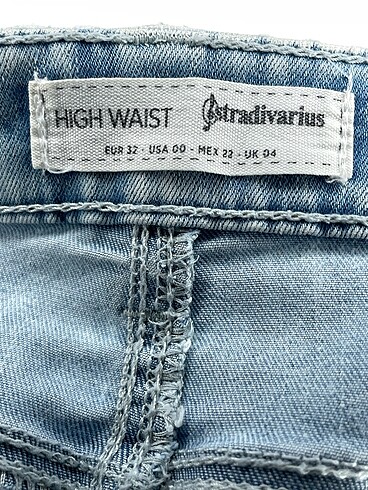 HIGH WAIST stradivarius
EUR 32 - USA 00 - MEX 22 - UK 04